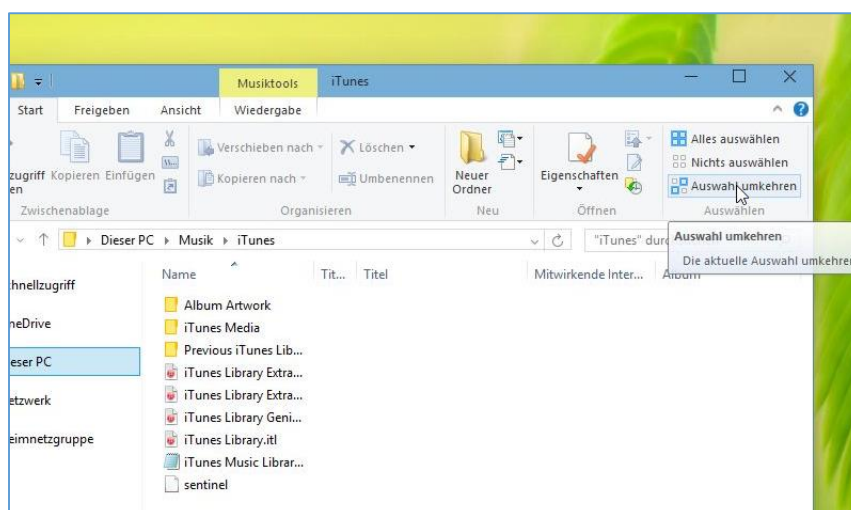 Musiktools iTunes
Start Freigeben Ansicht Wiedergabe
Verschieben nach Löschen Alles auswählen
Nichts auswählen
zugriff Kopieren Einfügen Kopieren nach Umbenennen Neuer Eigenschaften Auswahl umkehren
en Ordner
Zwischenablage Organisieren Neu Öffnen Auswählen
Dieser PC Musik iTunes "iTunes" Auswahl umkehren
Die aktuelle Auswahl umkehren
Name Tit... Titel Mitwirkende Inter... Album
hnellzugriff
Album Artwork
neDrive iTunes Media
Previous iTunes Lib...
eser PC
iTunes Library Extra...
iTunes Library Extra...
etzwerk
iTunes Library Geni...
eimnetzgruppe iTunes Library.itl
iTunes Music Librar...
sentinel